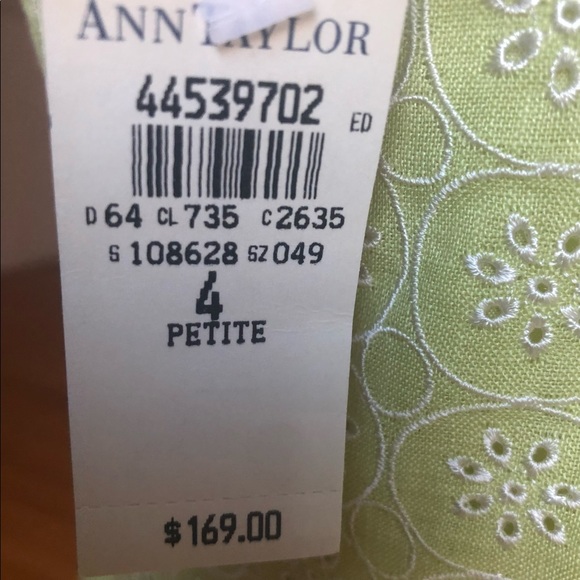 ANN TAYLOR
44539702
ED
D 64 CL 735 C 2635
S 108628 SZ 049
4
PETITE
$169.00